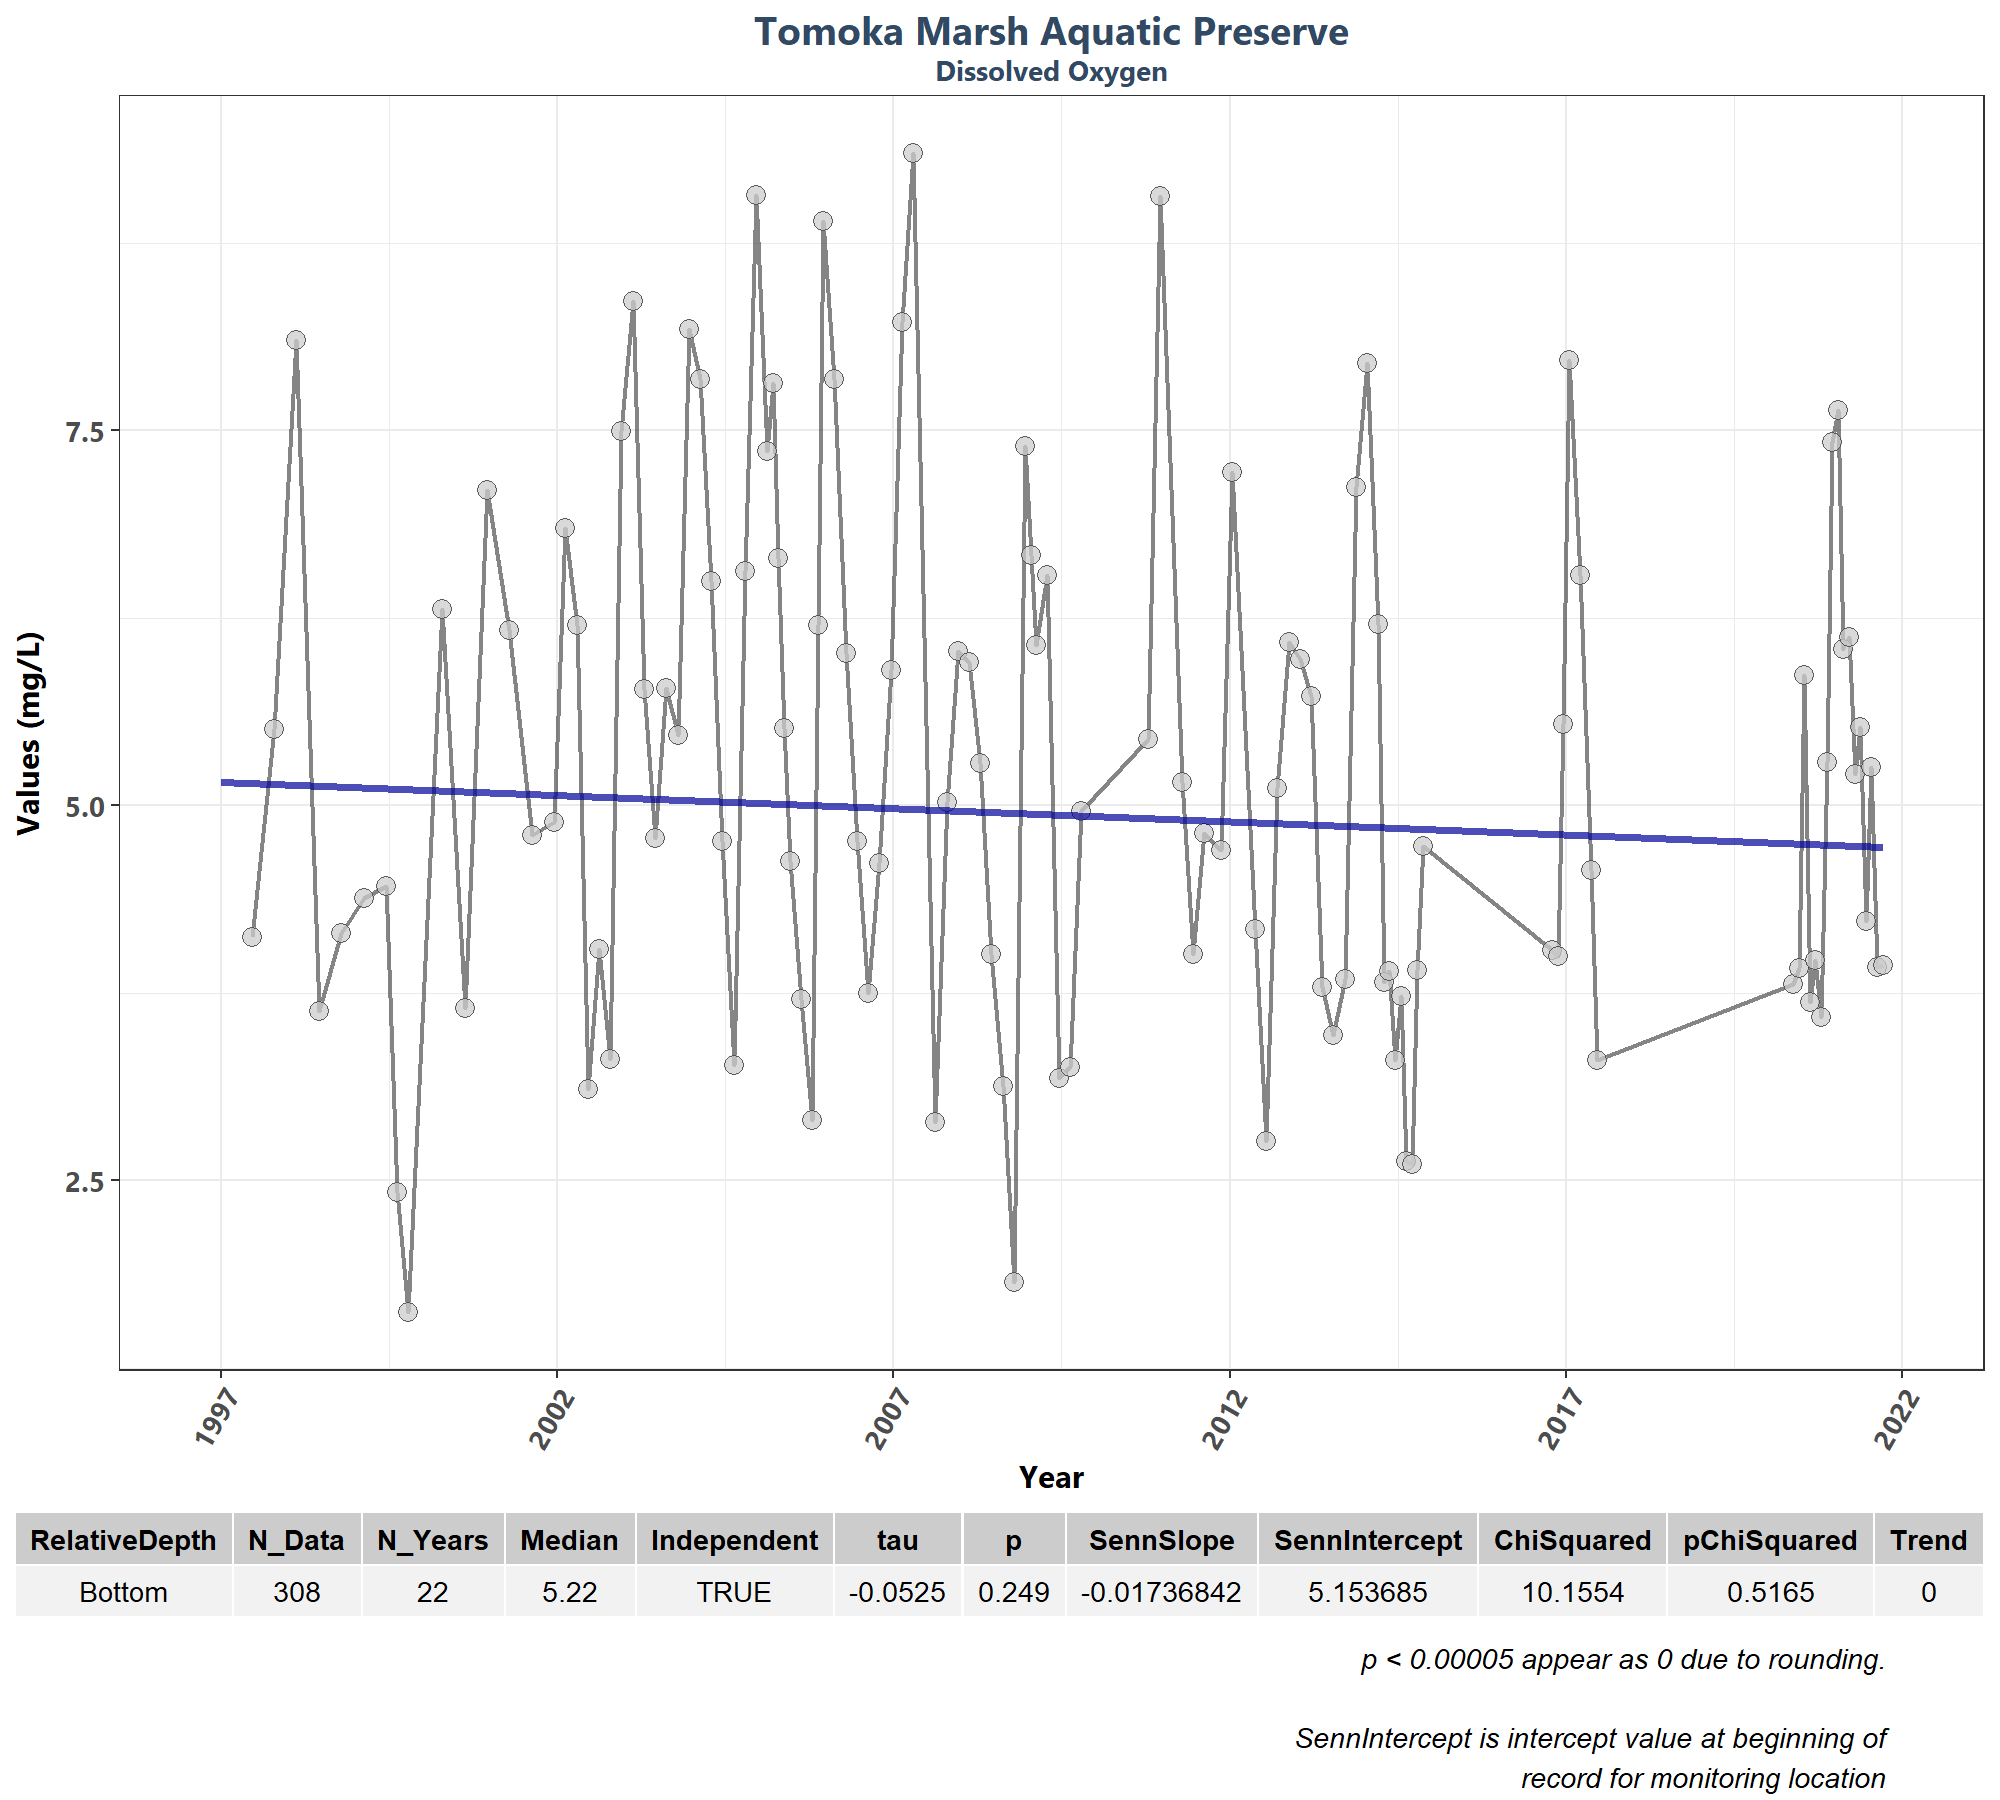 Tomoka Marsh Aquatic Preserve
Dissolved Oxygen
Values (mg/L)
7.5
5.0
2.5
1997 2002 2007 2012 2017 2022
Year
RelativeDepth N_Data N_Years Median Independent tau p SennSlope SennIntercept ChiSquared pChiSquared Trend
Bottom 308 22 5.22 TRUE -0.0525 0.249 -0.01736842 5.153685 10.1554 0.5165 0
p < 0.00005 appear as 0 due to rounding.
SennIntercept is intercept value at beginning of
record for monitoring location